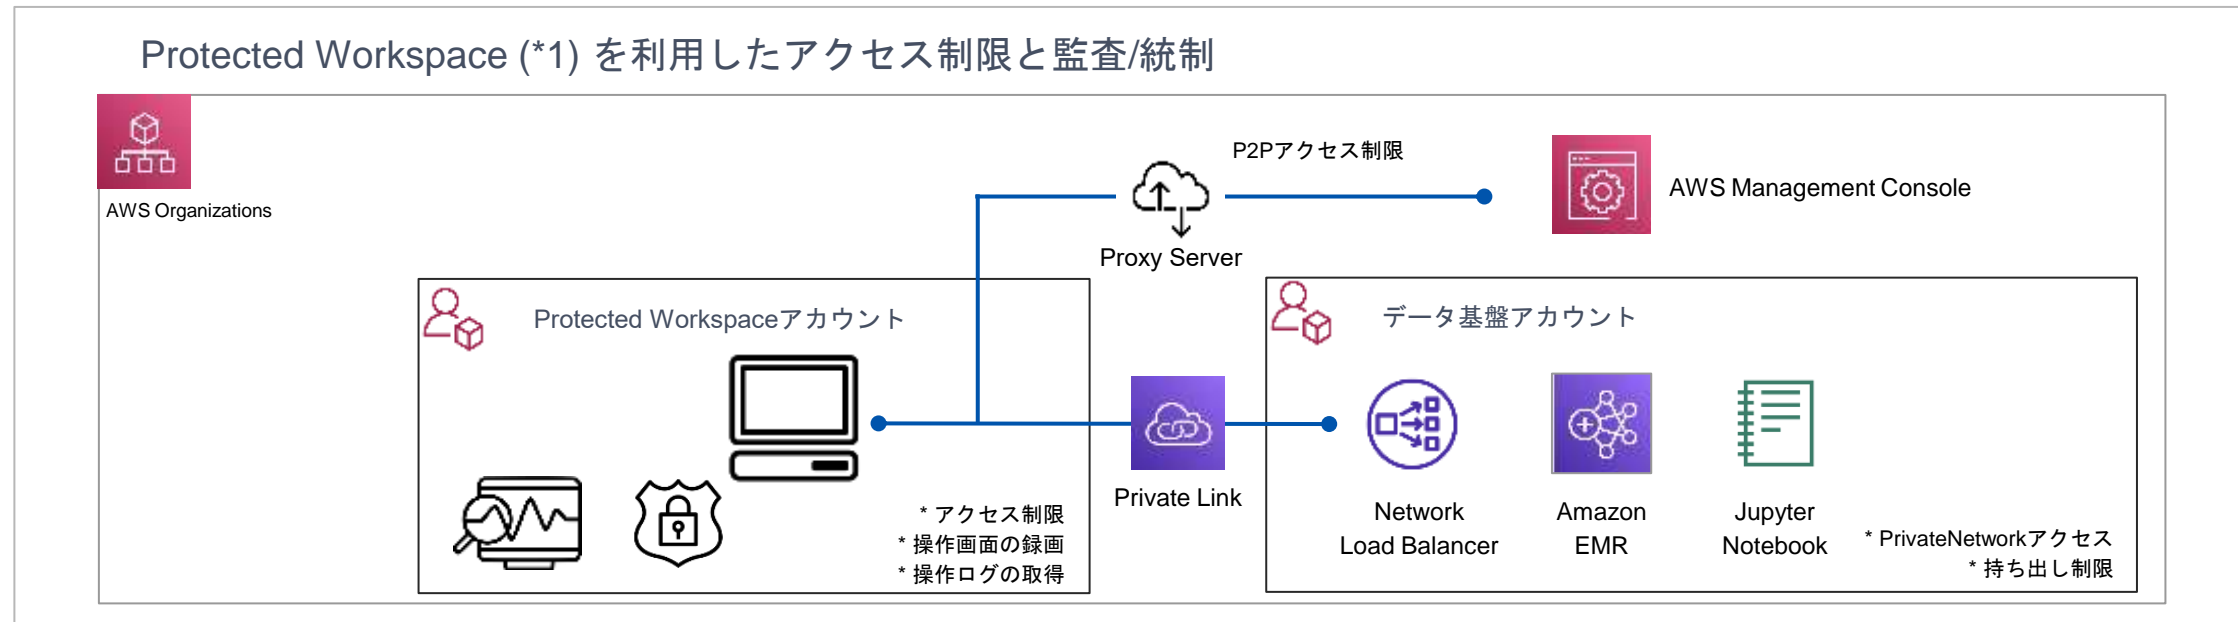 Protected Workspace (*1) を利用したアクセス制限と監査/統制
AWS Organizations
P2Pアクセス制限
AWS Management Console
Proxy Server
Protected Workspaceアカウント
* アクセス制限
* 操作画面の録画
* 操作ログの取得
Private Link
データ基盤アカウント
Network
Load Balancer
Amazon
EMR
Jupyter
Notebook
* PrivateNetworkアクセス
* 持ち出し制限